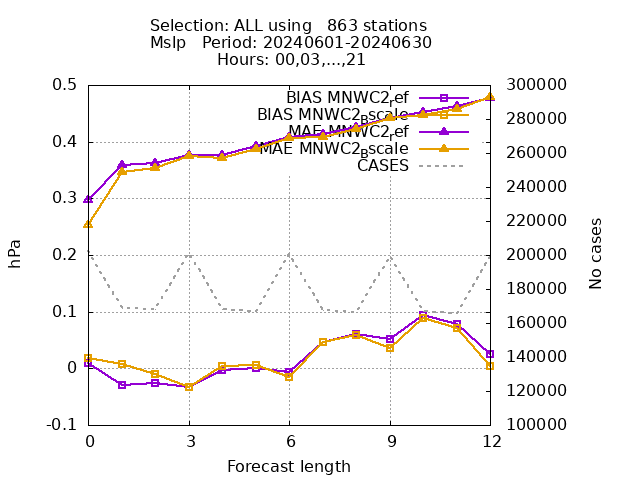 Selection: ALL using   863 stations
Mslp   Period: 20240601-20240630
Hours: 00,03,...,21
BIAS MNWC2_ref
BIAS MNWC2_Bscale
MAE MNWC2_ref
MAE MNWC2_Bscale
CASES
0.5
0.4
0.3
0.2
0.1
0
-0.1
hPa
300000
280000
260000
240000
220000
200000
180000
160000
140000
120000
100000
No cases
0 3 6 9 12
Forecast length